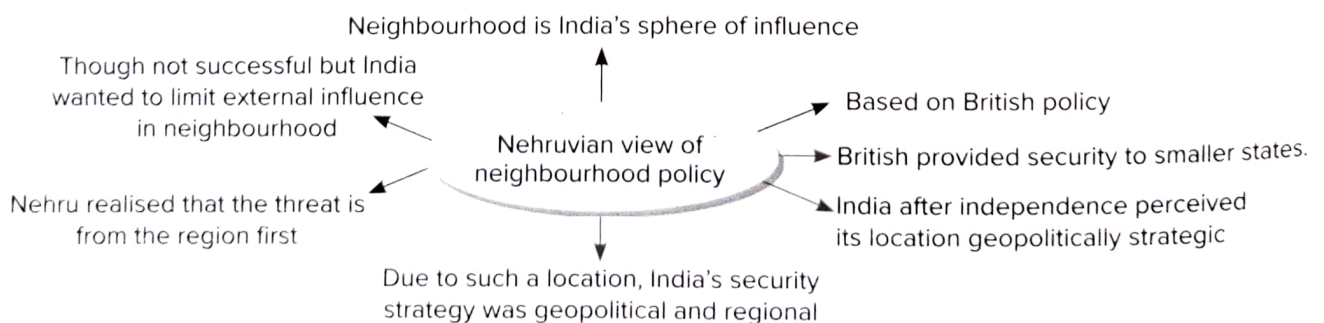 Neighbourhood is India's sphere of influence
Though not successful but India
wanted to limit external influence
in neighbourhood
Based on British policy
Nehruvian view of
neighbourhood policy
British provided security to smaller states.
Nehru realised that the threat is
from the region first
India after independence perceived
its location geopolitically strategic
Due to such a location, India's security
strategy was geopolitical and regional